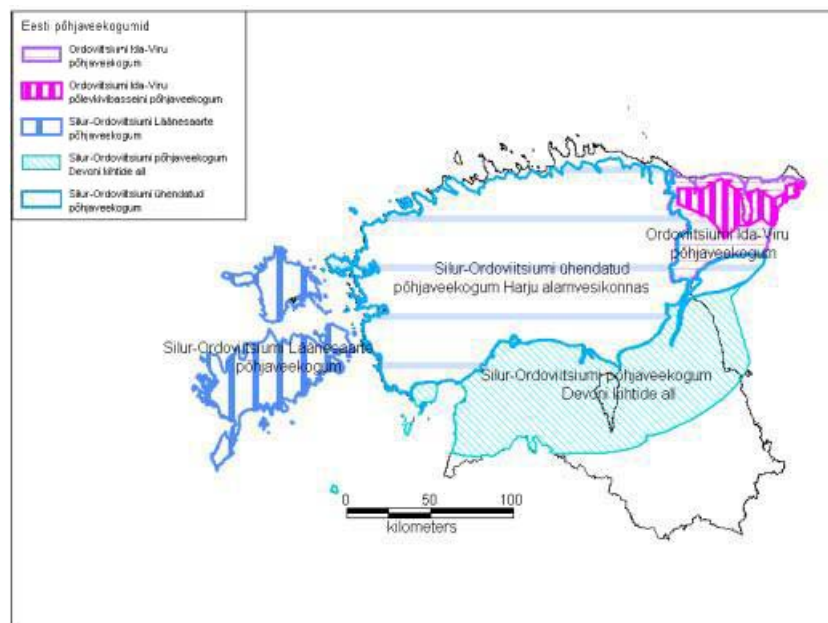 Eesti põhjaveekogumid
Ordoviitsiumi Ida-Viru
põhjaveekogum
Ordoviitsiumi Ida-Viru
põlevkivibasseini põhjaveekogum
Silur-Ordoviitsiumi Läänesaarte
põhjaveekogum
Silur-Ordoviitsiumi põhjaveekogum
Devoni kihtide all
Silur-Ordoviitsiumi ühendatud
põhjaveekogum
Ordoviitsiumi Ida-Viru
põhjaveekogum
Silur-Ordoviitsiumi ühendatud
põhjaveekogum Harju alamvesikonnas
Silur-Ordoviitsiumi Läänesaarte
põhjaveekogum
Silur-Ordoviitsiumi põhjaveekogum
Devoni kihtide all
0 50 100
kilometers